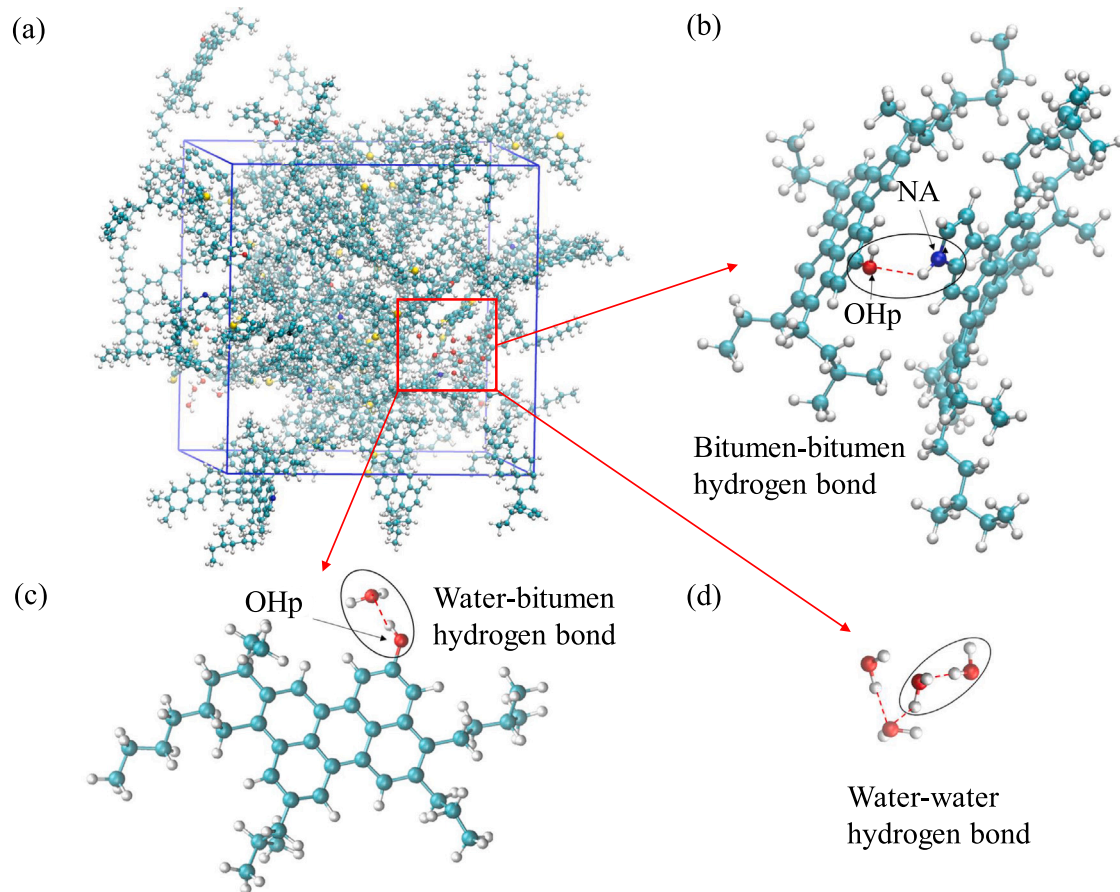 (a)
(b)
NA
OHp
Bitumen-bitumen
hydrogen bond
(c)
OHp
Water-bitumen
hydrogen bond
(d)
Water-water
hydrogen bond